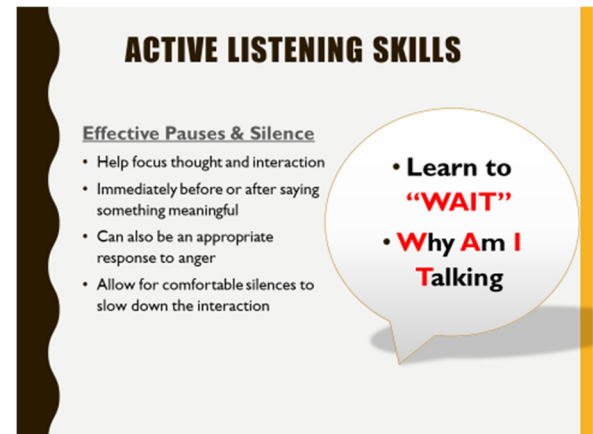 ACTIVE LISTENING SKILLS
Effective Pauses & Silence
• Help focus thought and interaction
• Immediately before or after saying
something meaningful
• Can also be an appropriate
response to anger
• Allow for comfortable silences to
slow down the interaction
• Learn to
“WAIT”
• Why Am I
Talking